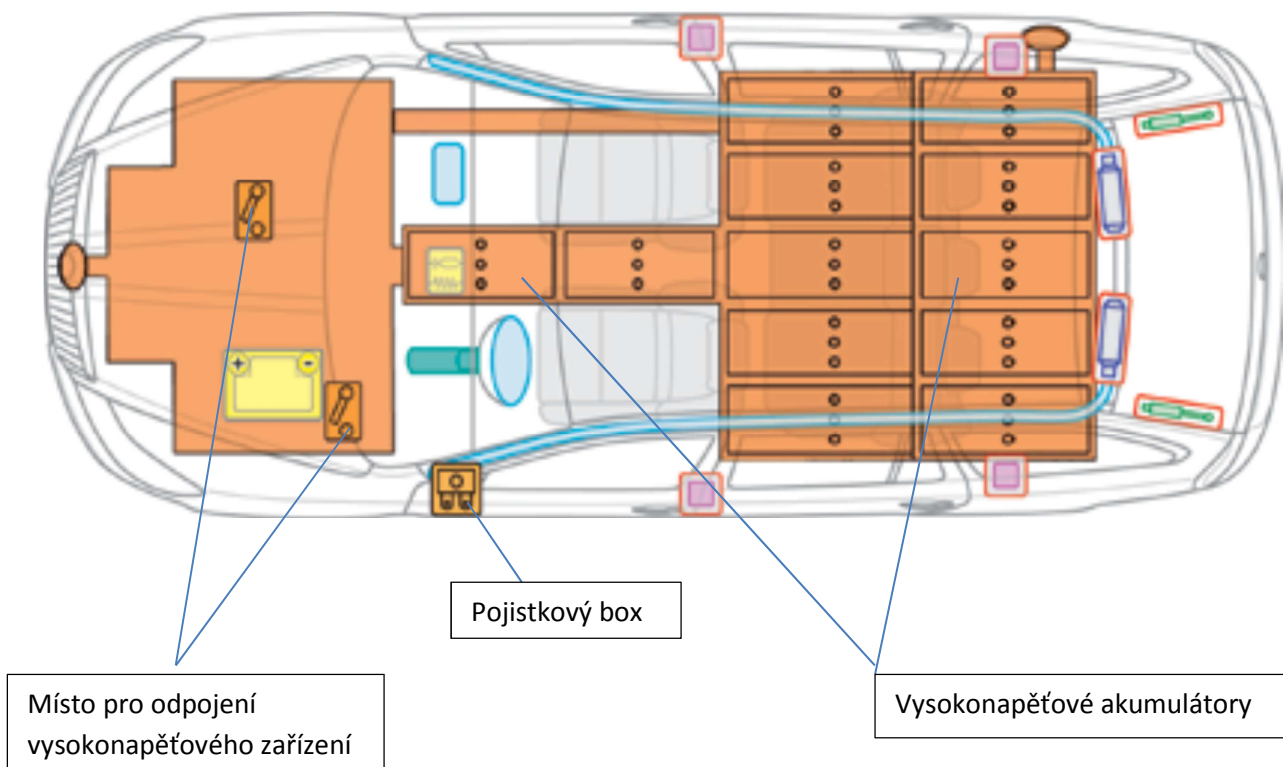 + -
Pojistkový box
Místo pro odpojení
vysokonapěťového zařízení
Vysokonapěťové akumulátory